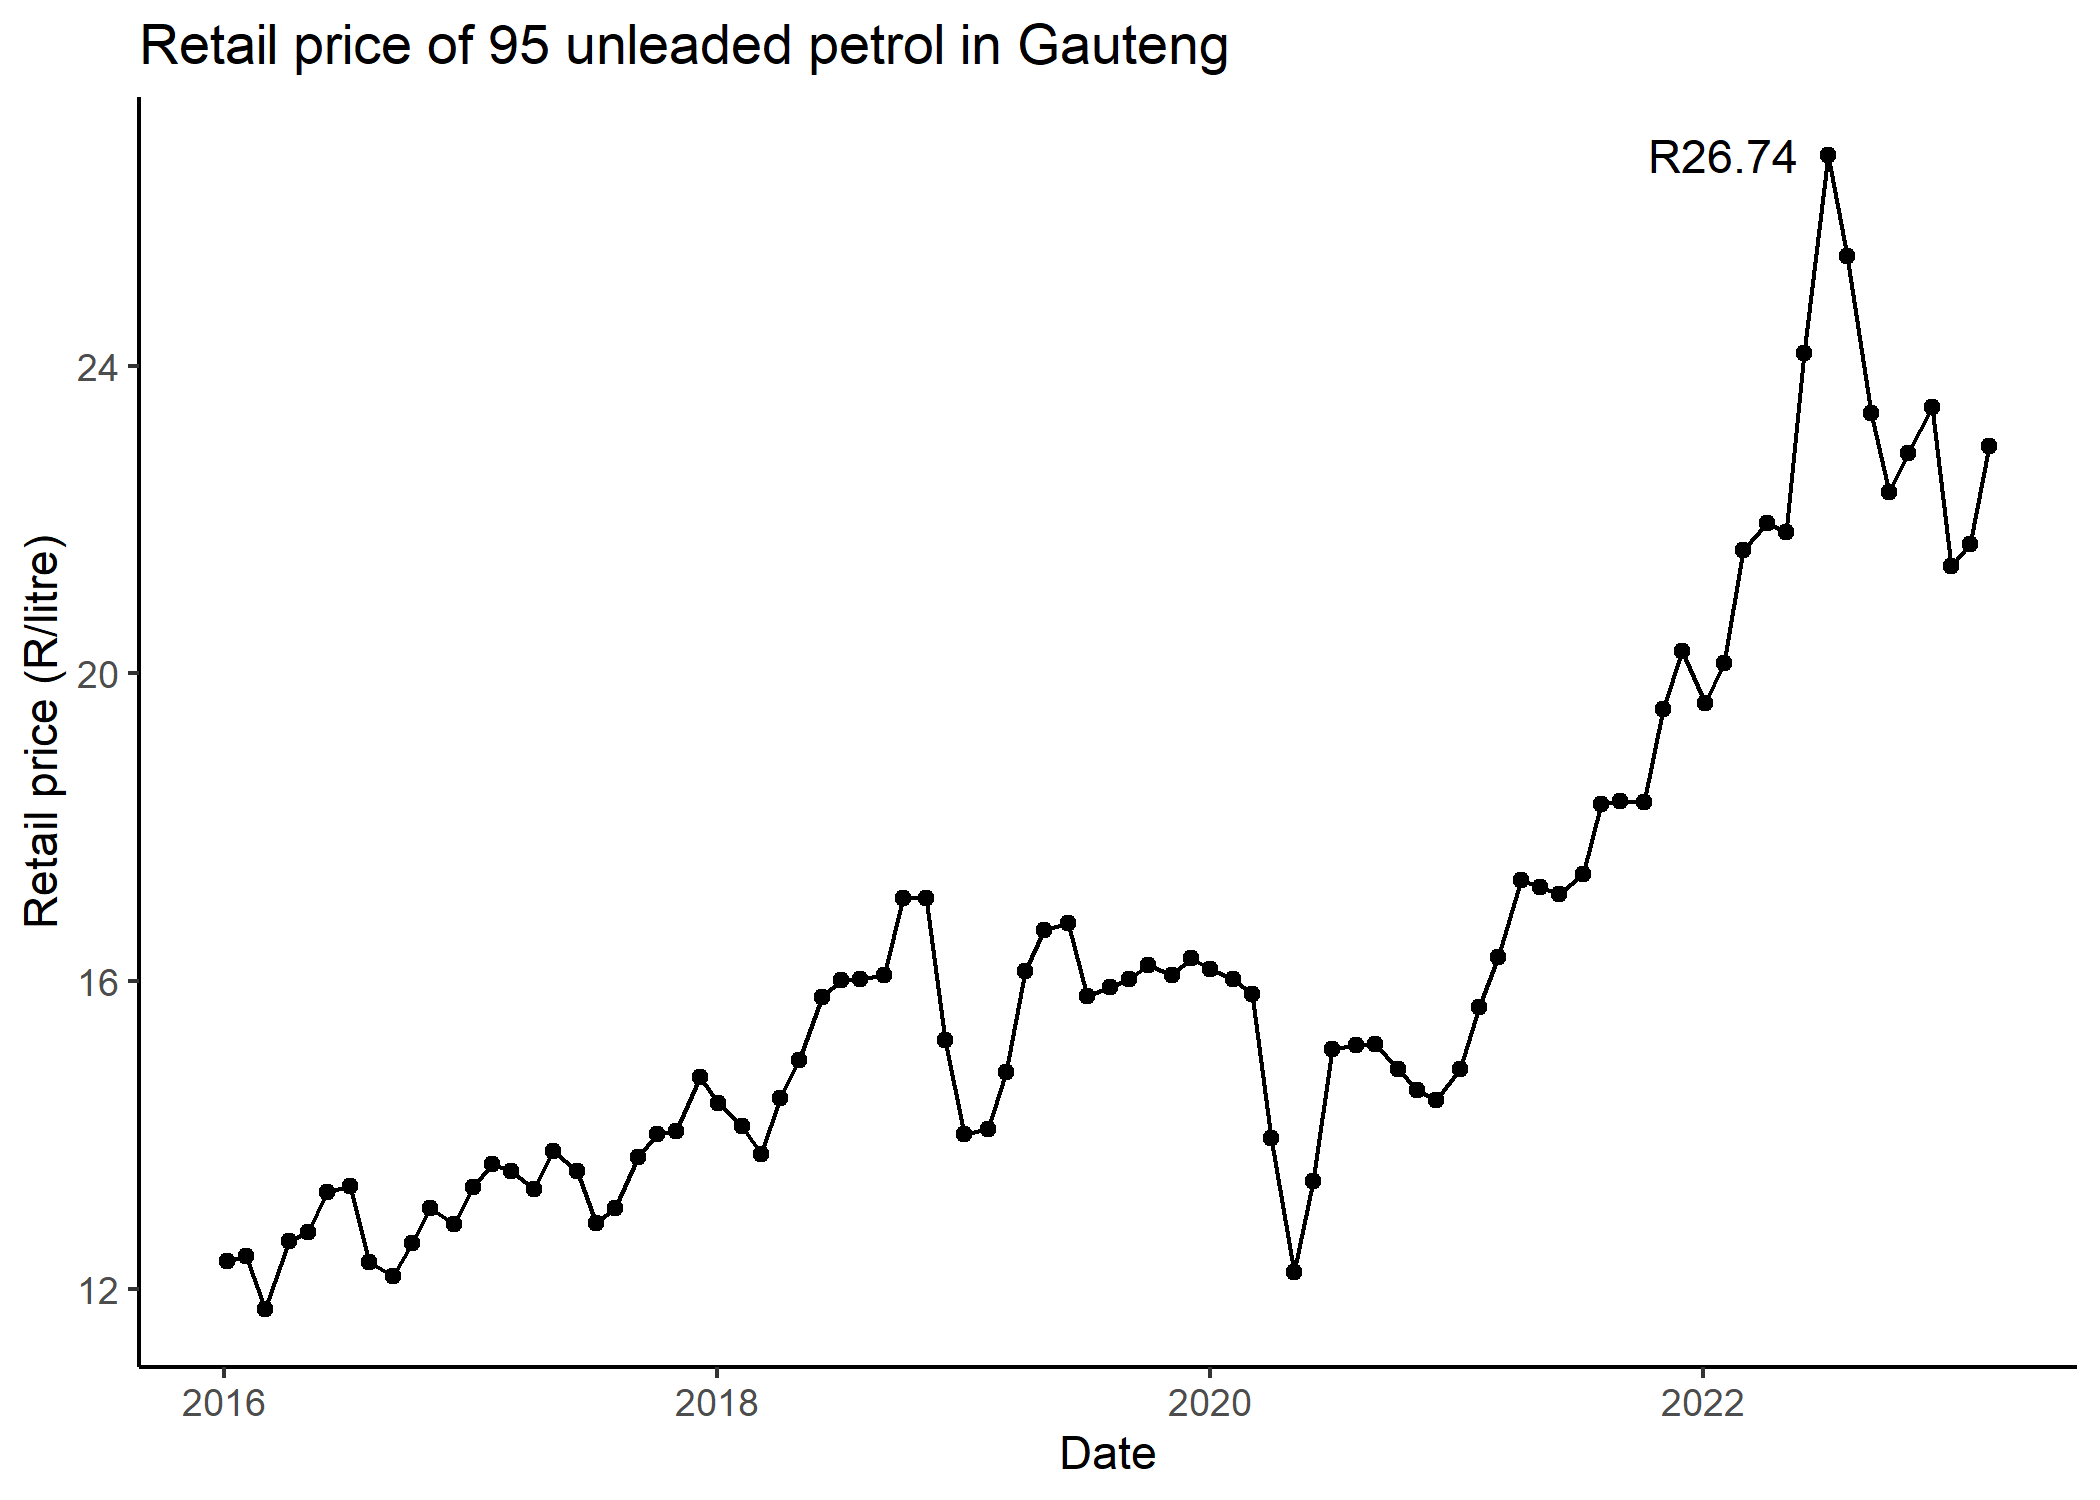 Retail price of 95 unleaded petrol in Gauteng
R26.74
24
20
16
12
Retail price (R/litre)
2016
2018
2020
2022
Date